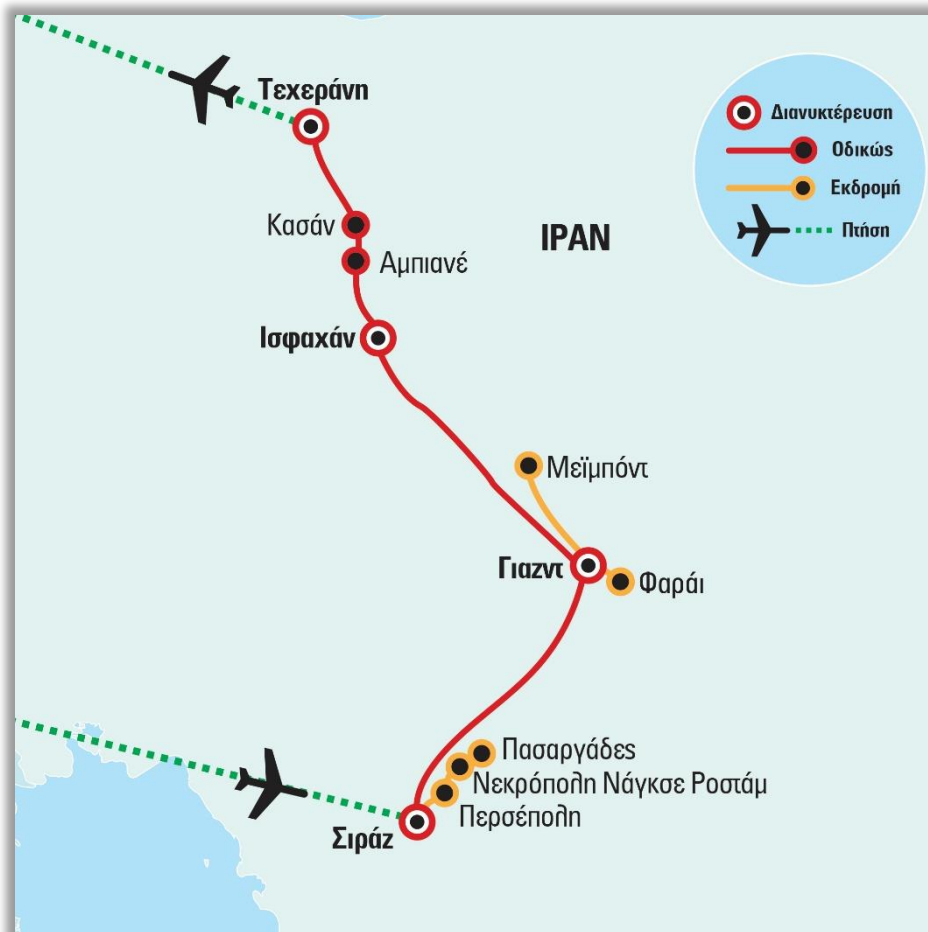 Τεχεράνη
Διανυκτέρευση
Οδικώς
Εκδρομή
Πτήση
Κασάν
ΙΡΑΝ
Αμπιανέ
Ισφαχάν
Μεϊμπόντ
Γιαζντ
Φαράι
Πασαργάδες
Νεκρόπολη Νάγκσε Ροστάμ
Περσέπολη
Σιράζ